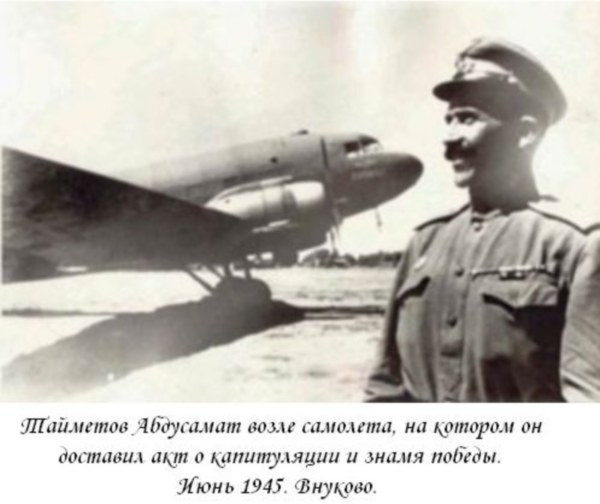 Тайметов Абдусамат возле самолета, на котором он
доставил акт о капитуляции и знамя победы.
Июнь 1945. Внуково.